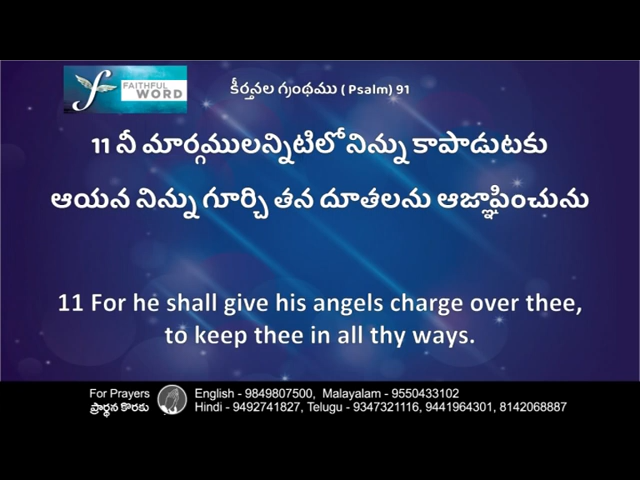 FAITHFUL
WORD
కీర్తనల గ్రంథము ( Psalm) 91
11 నీ మార్గములన్నిటిలో నిన్ను కాపాడుటకు
ఆయన నిన్ను గూర్చి తన దూతలను ఆజ్ఞాపించును
11 For he shall give his angels charge over thee,
to keep thee in all thy ways.
For Prayers
ప్రార్థన కొరకు
English - 9849807500, Malayalam - 9550433102
Hindi - 9492741827, Telugu - 9347321116, 9441964301, 8142068887